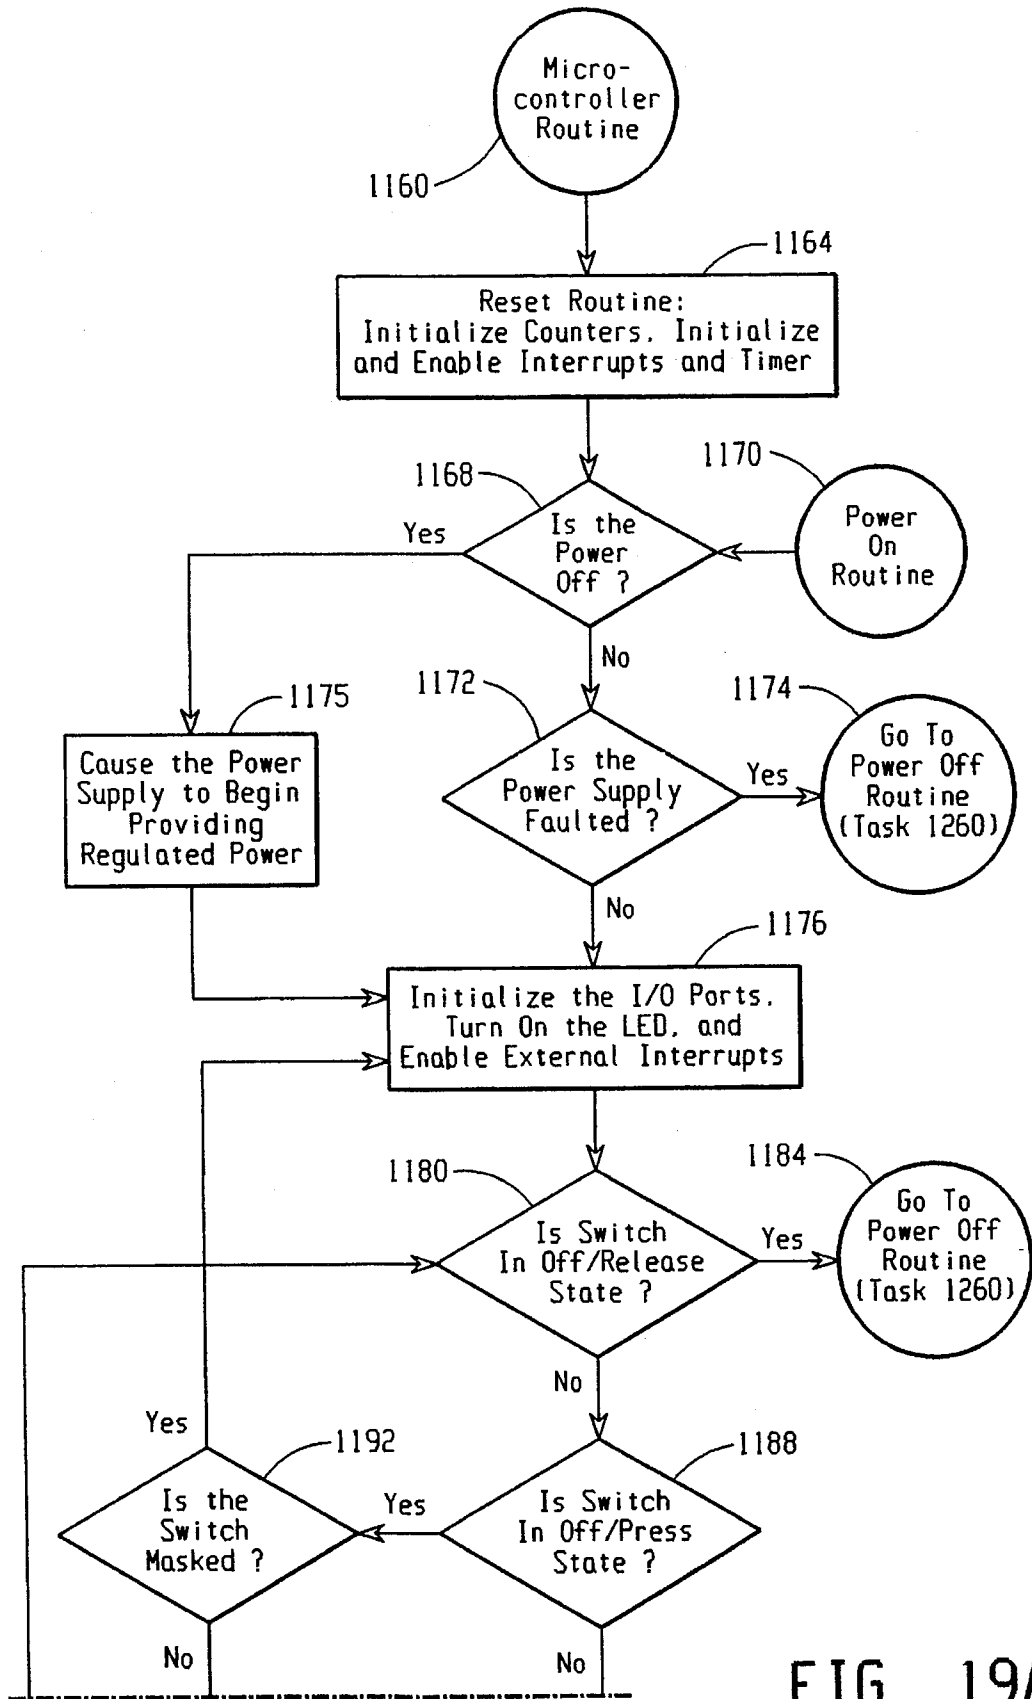 Micro-
controller
Routine
1160
1164
Reset Routine:
Initialize Counters, Initialize
and Enable Interrupts and Timer
1168
1170
Yes
Is the
Power
Off ?
Power
On
Routine
No
1175
1172
1174
Cause the Power
Supply to Begin
Providing
Regulated Power
Is the
Power Supply
Faulted ?
Yes
Go To
Power Off
Routine
(Task 1260)
No
1176
Initialize the I/O Ports,
Turn On the LED, and
Enable External Interrupts
1180
1184
Is Switch
In Off/Release
State ?
Yes
Go To
Power Off
Routine
(Task 1260)
No
Yes
1192
1188
Is the
Switch
Masked ?
Yes
Is Switch
In Off/Press
State ?
No
No
FIG. 19A